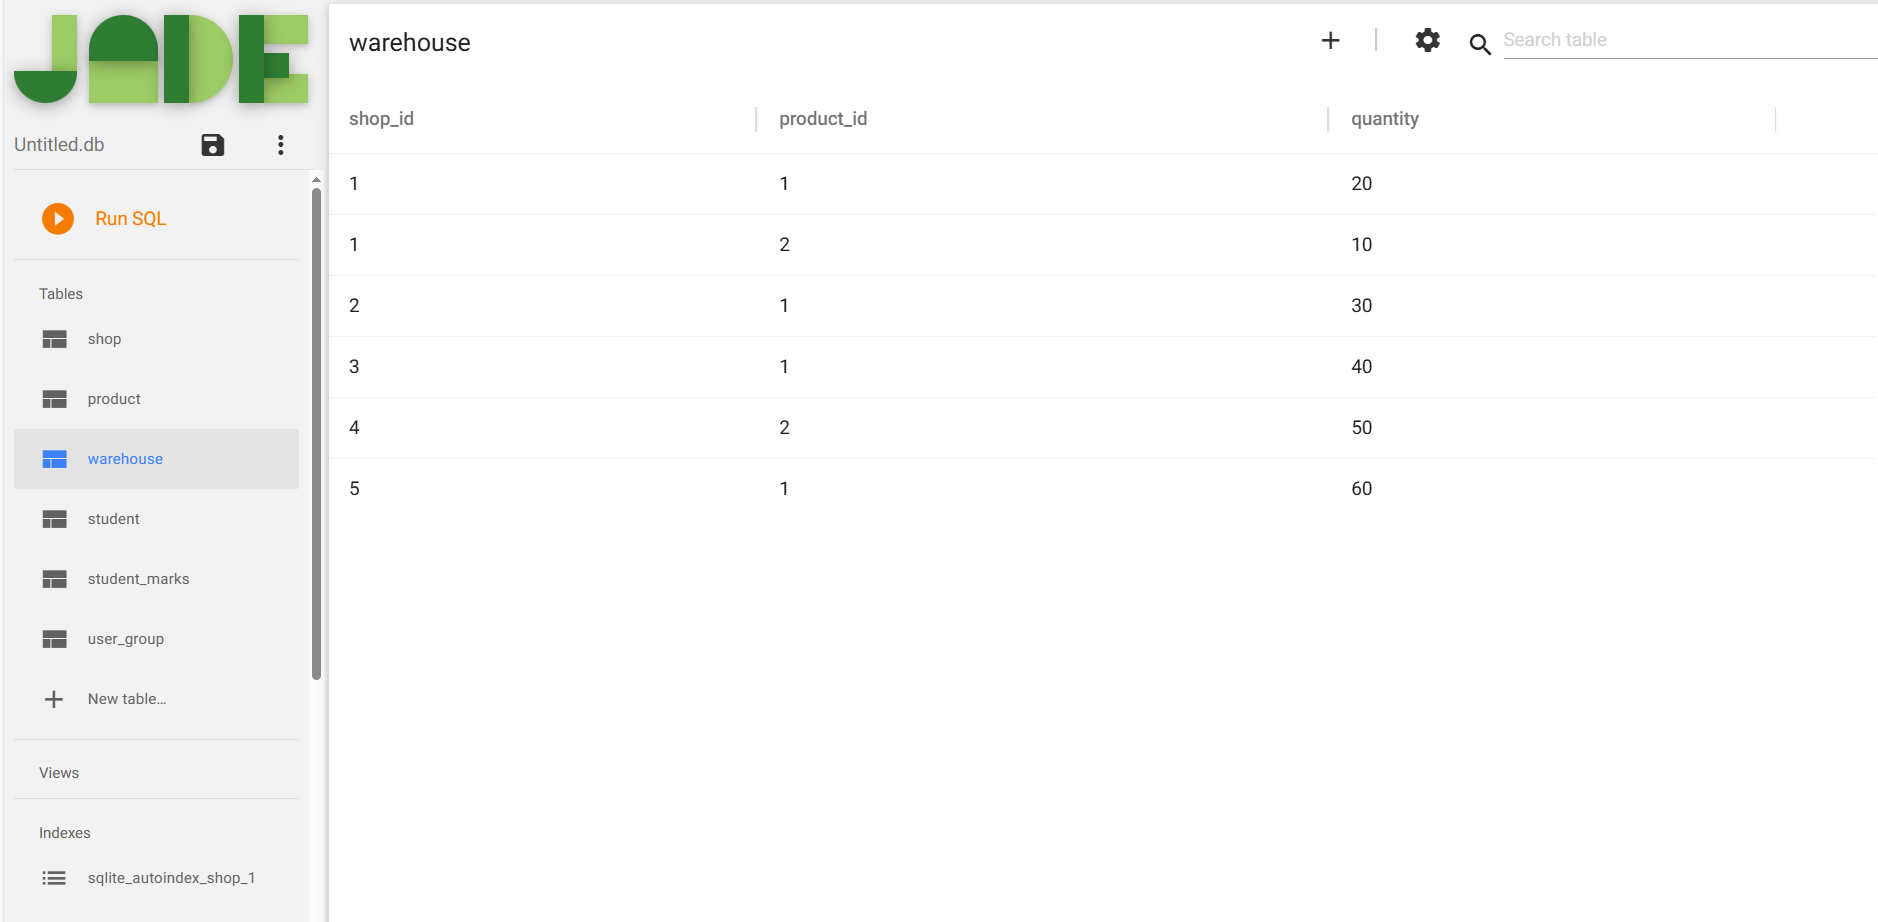 JADE
Untitled.db
Run SQL
Tables
shop
product
warehouse
student
student_marks
user_group
New table…
Views
Indexes
sqlite_autoindex_shop_1
warehouse
Search table
shop_id product_id quantity
1 1 20
1 2 10
2 1 30
3 1 40
4 2 50
5 1 60